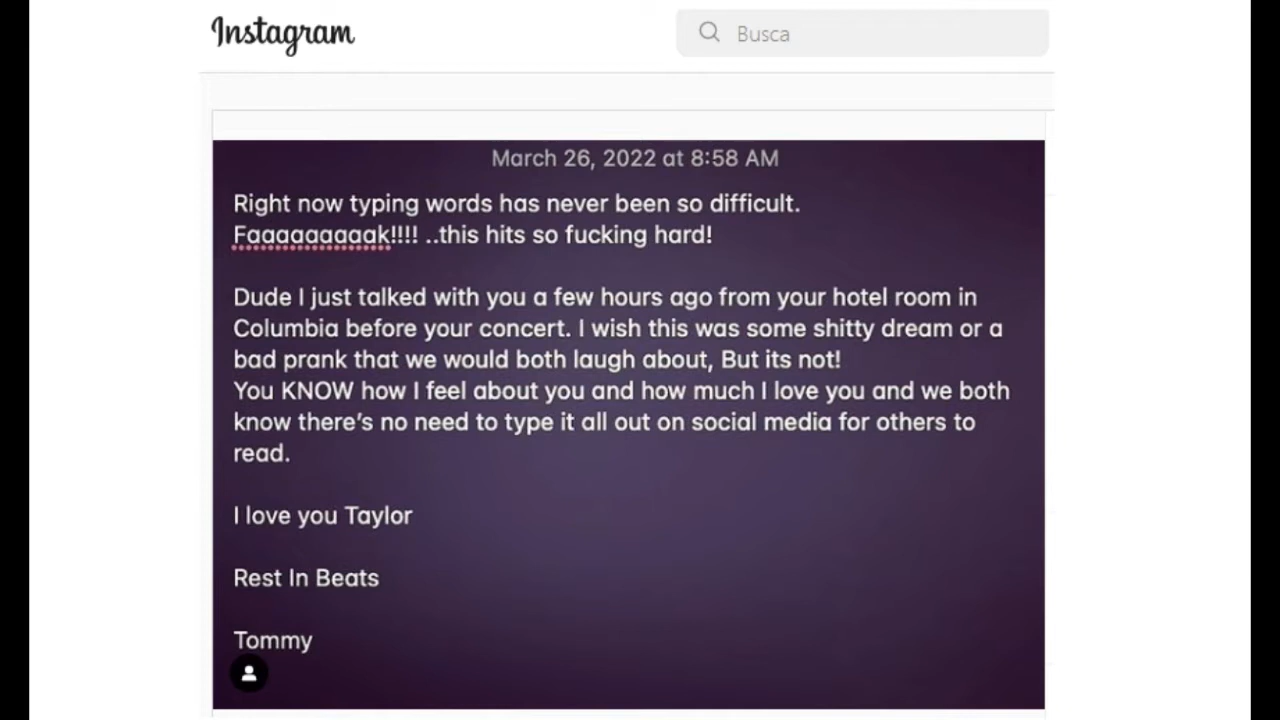 Instagram
Busca
March 26, 2022 at 8:58 AM
Right now typing words has never been so difficult.
Faaaaaaaaak!!!! ..this hits so fucking hard!
Dude I just talked with you a few hours ago from your hotel room in
Columbia before your concert. I wish this was some shitty dream or a
bad prank that we would both laugh about, But its not!
You KNOW how I feel about you and how much I love you and we both
know there's no need to type it all out on social media for others to
read.
I love you Taylor
Rest In Beats
Tommy